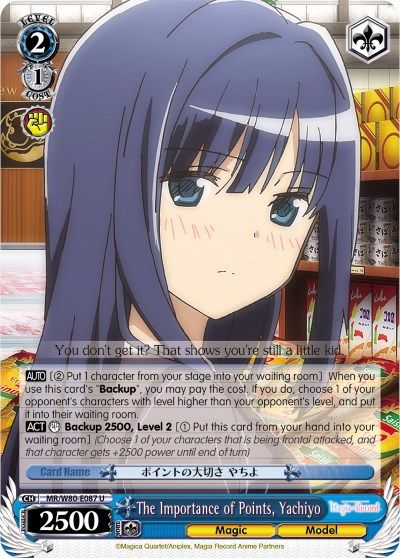 LEVEL
2
1
COST
You don't get it? That shows you're still a little kid.
AUTO [② Put 1 character from your stage into your waiting room] When you
use this card's "Backup", you may pay the cost. If you do, choose 1 of your
opponent's characters with level higher than your opponent's level, and put
it into their waiting room.
ACT Backup 2500, Level 2 [① Put this card from your hand into your
waiting room] (Choose 1 of your characters that is being frontal attacked, and
that character gets +2500 power until end of turn)
Card Name ポイントの大切さ やちよ
CH MR/W80-E087 U
POWER 2500
The Importance of Points, Yachiyo
Magia Record
Magic Model
©Magica Quartet/Aniplex, Magia Record Anime Partners